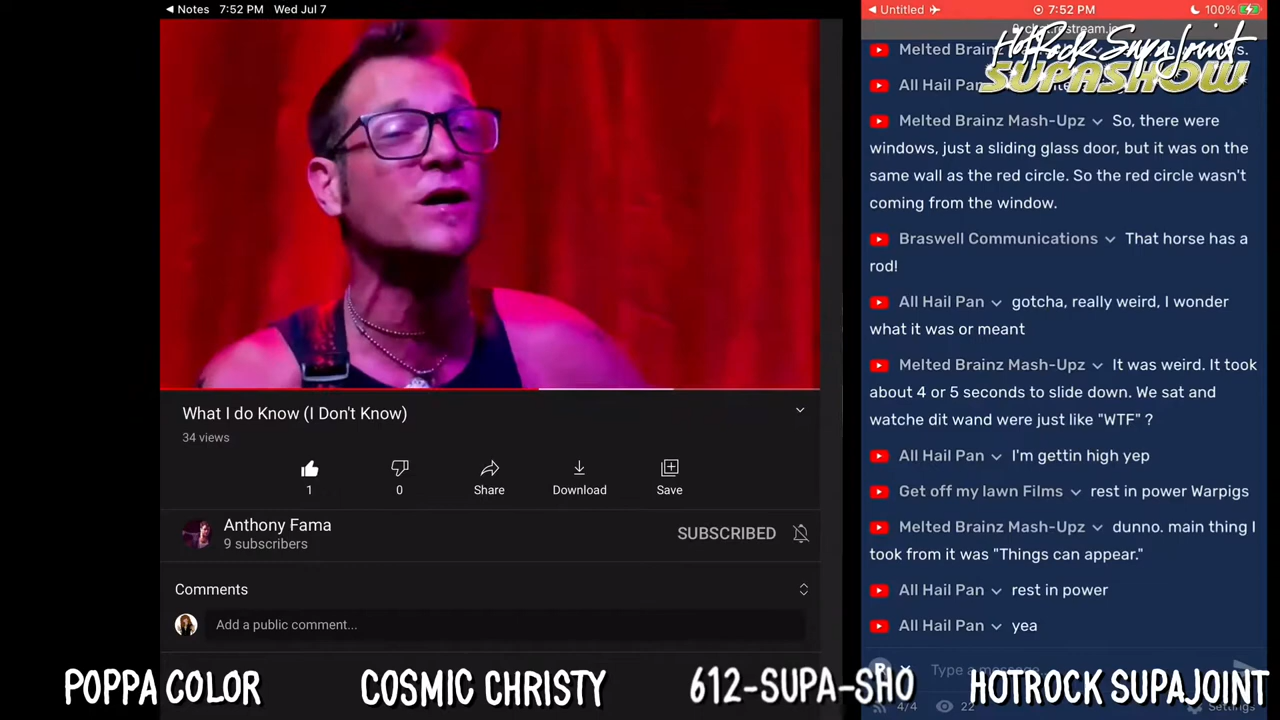 Notes 7:52 PM Wed Jul 7
What I do Know (I Don't Know)
34 views
1
0
Share
Download
Save
Anthony Fama
9 subscribers
SUBSCRIBED
Comments
Add a public comment...
Untitled 7:52 PM 100%
HotRock SupaJoint
SUPASHOW
Melted Brainz
All Hail Pan
Melted Brainz Mash-Upz So, there were
windows, just a sliding glass door, but it was on the
same wall as the red circle. So the red circle wasn't
coming from the window.
Braswell Communications That horse has a
rod!
All Hail Pan gotcha, really weird, I wonder
what it was or meant
Melted Brainz Mash-Upz It was weird. It took
about 4 or 5 seconds to slide down. We sat and
watche dit wand were just like "WTF" ?
All Hail Pan I'm gettin high yep
Get off my lawn Films rest in power Warpigs
Melted Brainz Mash-Upz dunno. main thing I
took from it was "Things can appear."
All Hail Pan rest in power
All Hail Pan yea
Type a message
4/4 22 Settings
POPPA COLOR COSMIC CHRISTY 612-SUPA-SHO HOTROCK SUPAJOINT